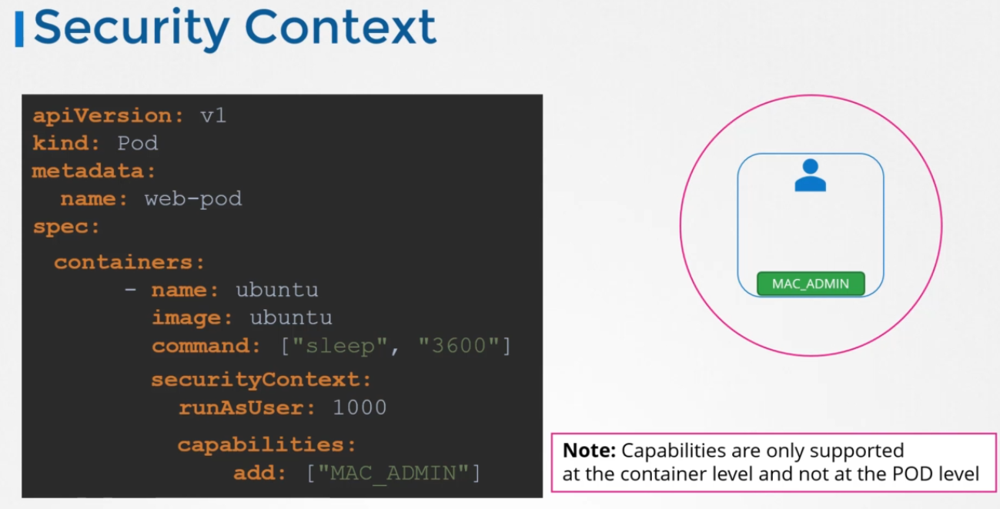 Security Context
apiVersion: v1
kind: Pod
metadata:
  name: web-pod
spec:
  containers:
      - name: ubuntu
        image: ubuntu
        command: ["sleep", "3600"]
        securityContext:
          runAsUser: 1000
          capabilities:
              add: ["MAC_ADMIN"]
MAC_ADMIN
Note: Capabilities are only supported
at the container level and not at the POD level